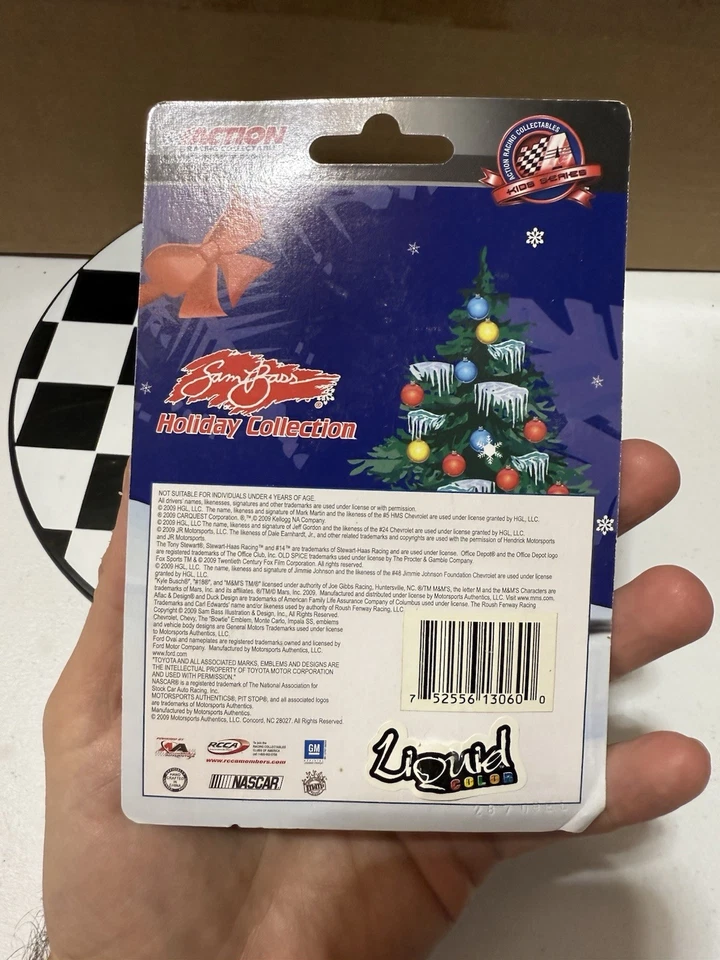 ACTION
RACING COLLECTABLES
ACTION RACING COLLECTABLES
KIDS SERIES
Sam Bass
Holiday Collection
NOT SUITABLE FOR INDIVIDUALS UNDER 4 YEARS OF AGE.
All drivers' names, likenesses, signatures and other trademarks are used under license or with permission.
© 2009 HGL, LLC. The name, likeness and signature of Mark Martin and the likeness of the #5 HMS Chevrolet are used under license granted by HGL, LLC.
© 2009 CARQUEST Corporation. ®,™,© 2009 Kellogg NA Company.
© 2009 HGL, LLC The name, likeness and signature of Jeff Gordon and the likeness of the #24 Chevrolet are used under license granted by HGL, LLC.
© 2009 JR Motorsports, LLC. The likeness of Dale Earnhardt, Jr., and other related trademarks and copyrights are used with the permission of Hendrick Motorsports
and JR Motorsports.
The Tony Stewart®, Stewart-Haas Racing™ and #14™ are trademarks of Stewart-Haas Racing and are used under license. Office Depot® and the Office Depot logo
are registered trademarks of The Office Club, Inc. OLD SPICE trademarks used under license by The Procter & Gamble Company.
Fox Sports TM & © 2009 Twentieth Century Fox Film Corporation. All rights reserved.
© 2009 HGL, LLC. The name, likeness and signature of Jimmie Johnson and the likeness of the #48 Jimmie Johnson Foundation Chevrolet are used under license
granted by HGL, LLC.
"Kyle Busch®", "#18®", and "M&M'S TM/®" licensed under authority of Joe Gibbs Racing, Huntersville, NC. ®/TM M&M'S, the letter M and the M&M'S Characters are
trademarks of Mars, Inc. and its affiliates. ®/TM/© Mars, Inc. 2009. Manufactured and distributed under license by Motorsports Authentics, LLC. Visit www.mms.com.
Aflac & Design® and Duck Design are trademarks of American Family Life Assurance Company of Columbus used under license. The Roush Fenway Racing
Trademarks and Carl Edwards' name and/or likeness used by authority of Roush Fenway Racing, LLC.
Copyright © 2009 Sam Bass Illustration & Design, Inc., All Rights Reserved.
Chevrolet, Chevy, The "Bowtie" Emblem, Monte Carlo, Impala SS, emblems
and vehicle body designs are General Motors Trademarks used under license
to Motorsports Authentics, LLC.
Ford Oval and nameplates are registered trademarks owned and licensed by
Ford Motor Company. Manufactured by Motorsports Authentics, LLC.
www.ford.com
"TOYOTA AND ALL ASSOCIATED MARKS, EMBLEMS AND DESIGNS ARE
THE INTELLECTUAL PROPERTY OF TOYOTA MOTOR CORPORATION
AND USED WITH PERMISSION."
NASCAR® is a registered trademark of The National Association for
Stock Car Auto Racing, Inc.
MOTORSPORTS AUTHENTICS®, PIT STOP®, and all associated logos
are trademarks of Motorsports Authentics.
Manufactured by Motorsports Authentics, LLC.
© 2009 Motorsports Authentics, LLC. Concord, NC 28027. All Rights Reserved.
7 52556 13060 0
RCCA
www.rccamembers.com
GM
NASCAR
Liquid
COLOR